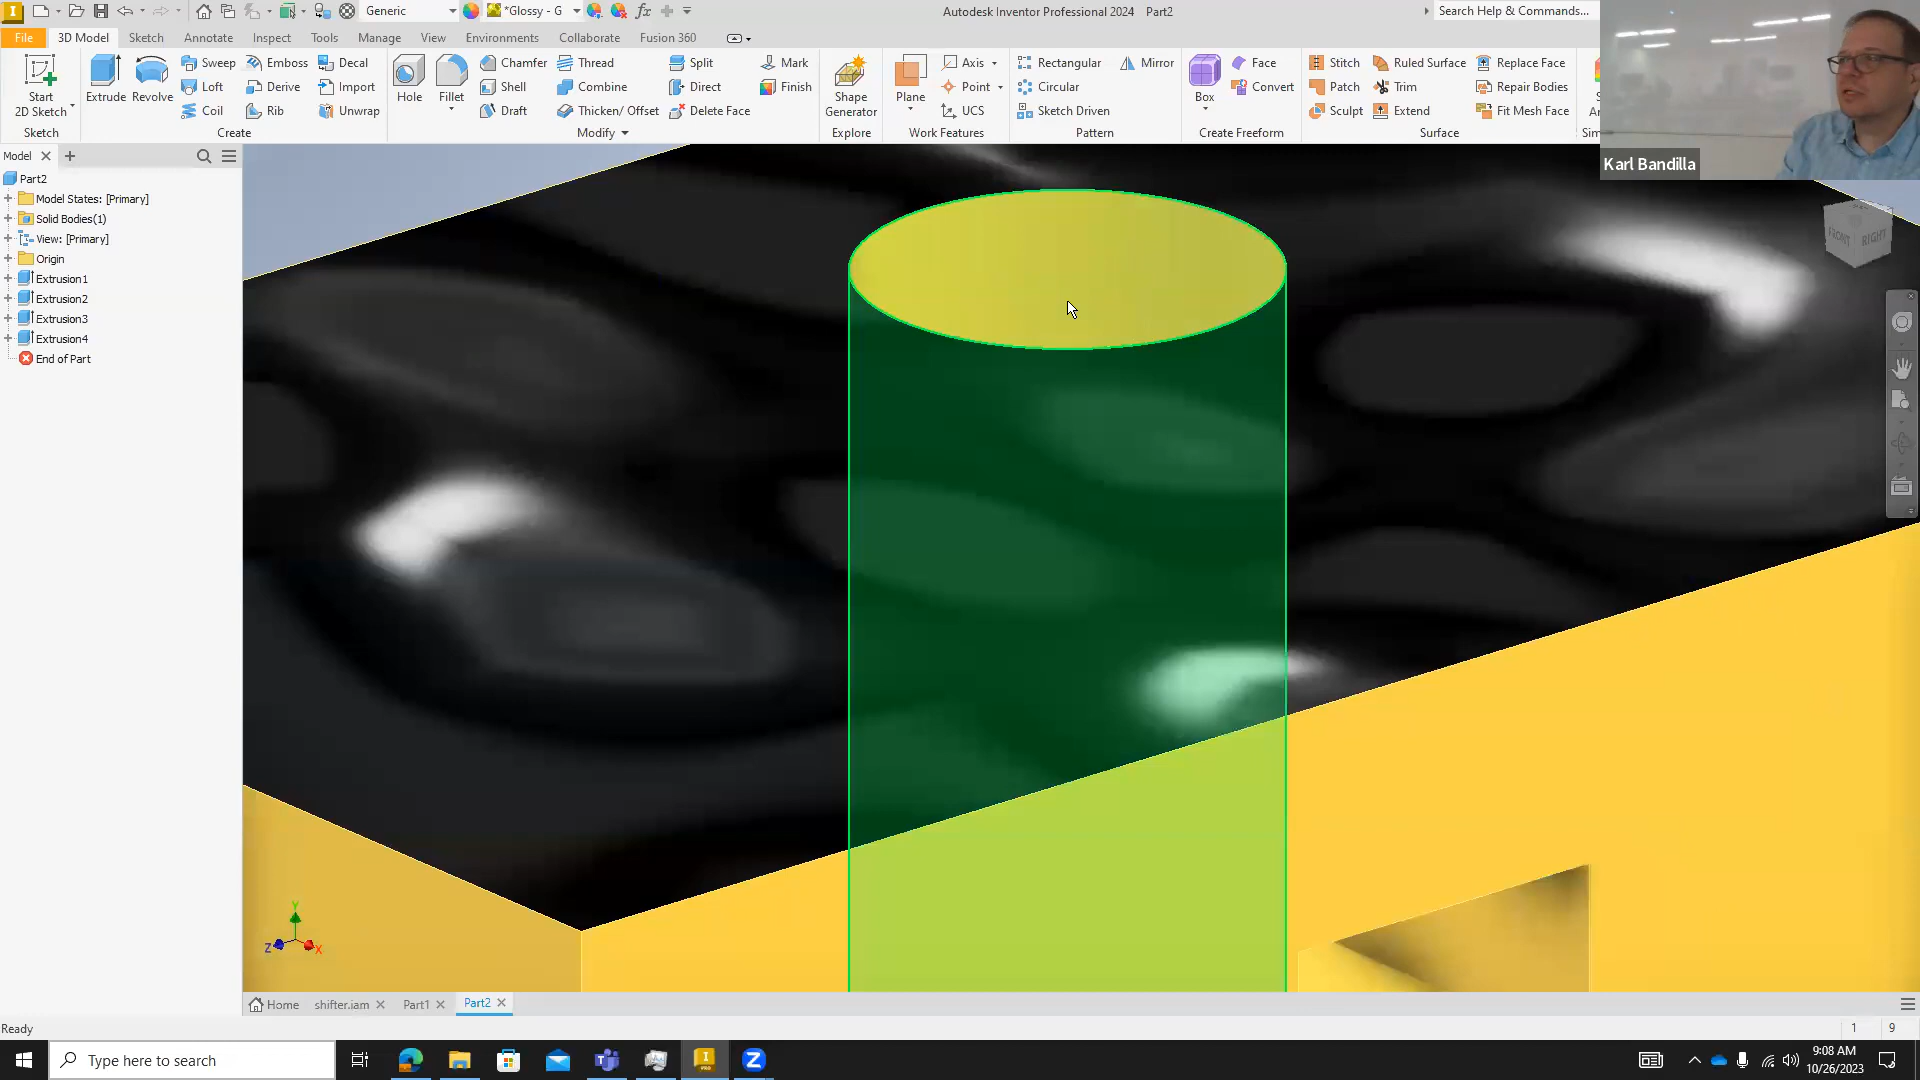 Generic
*Glossy - G
Autodesk Inventor Professional 2024 Part2
Search Help & Commands...
File 3D Model Sketch Annotate Inspect Tools Manage View Environments Collaborate Fusion 360
Start
2D Sketch
Sketch
Extrude Revolve
Sweep Emboss Decal
Loft Derive Import
Coil Rib Unwrap
Create
Hole Fillet
Chamfer Thread Split Mark
Shell Combine Direct Finish
Draft Thicken/ Offset Delete Face
Modify
Shape
Generator
Explore
Plane
Axis
Point
UCS
Work Features
Rectangular Mirror
Circular
Sketch Driven
Pattern
Box
Face
Convert
Create Freeform
Stitch Ruled Surface Replace Face
Patch Trim Repair Bodies
Sculpt Extend Fit Mesh Face
Surface
Karl Bandilla
Model
Part2
Model States: [Primary]
Solid Bodies(1)
View: [Primary]
Origin
Extrusion1
Extrusion2
Extrusion3
Extrusion4
End of Part
FRONT RIGHT
Y
Z X
Home shifter.iam Part1 Part2
Ready 1 9
Type here to search
9:08 AM
10/26/2023